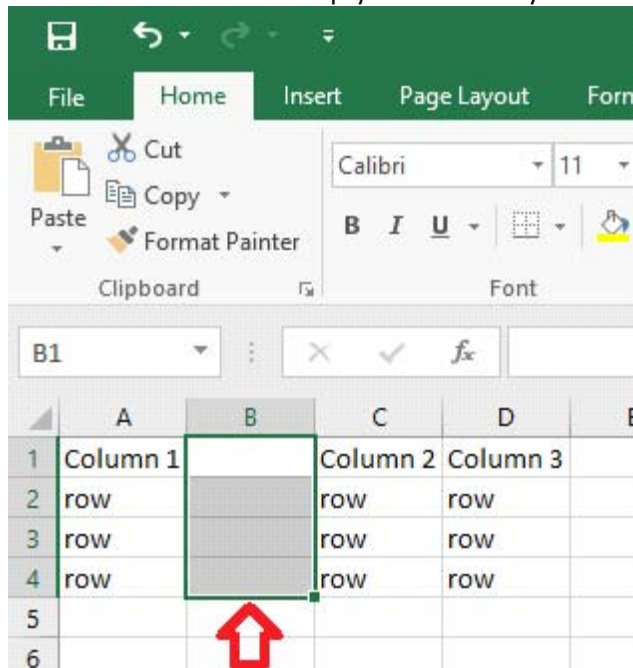 File Home Insert Page Layout
Cut
Calibri 11
Copy
Paste
B I U
Format Painter
Clipboard Font
B1 fx
A B C D
1 Column 1 Column 2 Column 3
2 row row row
3 row row row
4 row row row
5
6